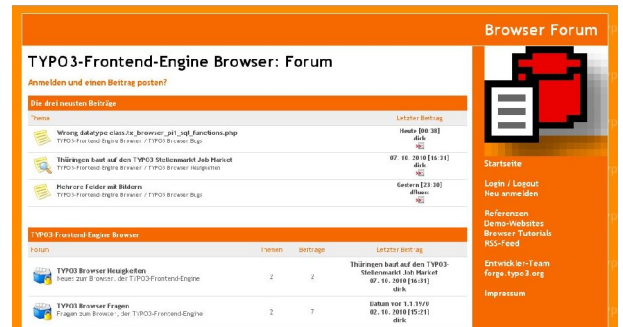 Browser Forum
TYPO3-Frontend-Engine Browser: Forum
Anmelden und einen Beitrag posten?
Die drei neusten Beiträge
Thema Letzter Beitrag
Wrong datatype class.tx_browser_pi1_sql_functions.php Heute [00:38]
TYPO3-Frontend-Engine Browser / TYPO3 Browser Bugs dirk
Thüringen baut auf den TYPO3 Stellenmarkt Job Market 07. 10. 2010 [16:31]
TYPO3-Frontend-Engine Browser / TYPO3 Browser Neuigkeiten dirk
Mehrere Felder mit Bildern Gestern [23:30]
TYPO3-Frontend-Engine Browser / TYPO3 Browser Bugs
TYPO3-Frontend-Engine Browser
Forum Themen Beiträge Letzter Beitrag
TYPO3 Browser Neuigkeiten 2 2 Thüringen baut auf den TYPO3-
Neues zum Browser, der TYPO3-Frontend-Engine Stellenmarkt Job Market
07. 10. 2010 [16:31]
dirk
TYPO3 Browser Fragen 2 7 Datum vor 1.1.1970
Fragen zum Browser, der TYPO3-Frontend-Engine 02. 10. 2010 [15:21]
dirk
Startseite
Login / Logout
Neu anmelden
Referenzen
Demo-Websites
Browser Tutorials
RSS-Feed
Entwickler-Team
forge.typo3.org
Impressum